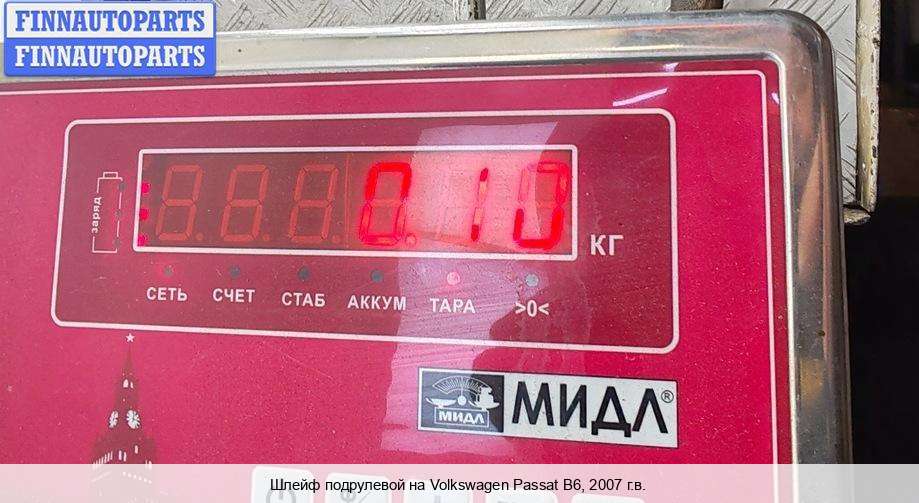 FINNAUTOPARTS
FINNAUTOPARTS
заряд
0.10
КГ
СЕТЬ СЧЕТ СТАБ АККУМ ТАРА >0<
МИДЛ МИДЛ®
Шлейф подрулевой на Volkswagen Passat B6, 2007 г.в.